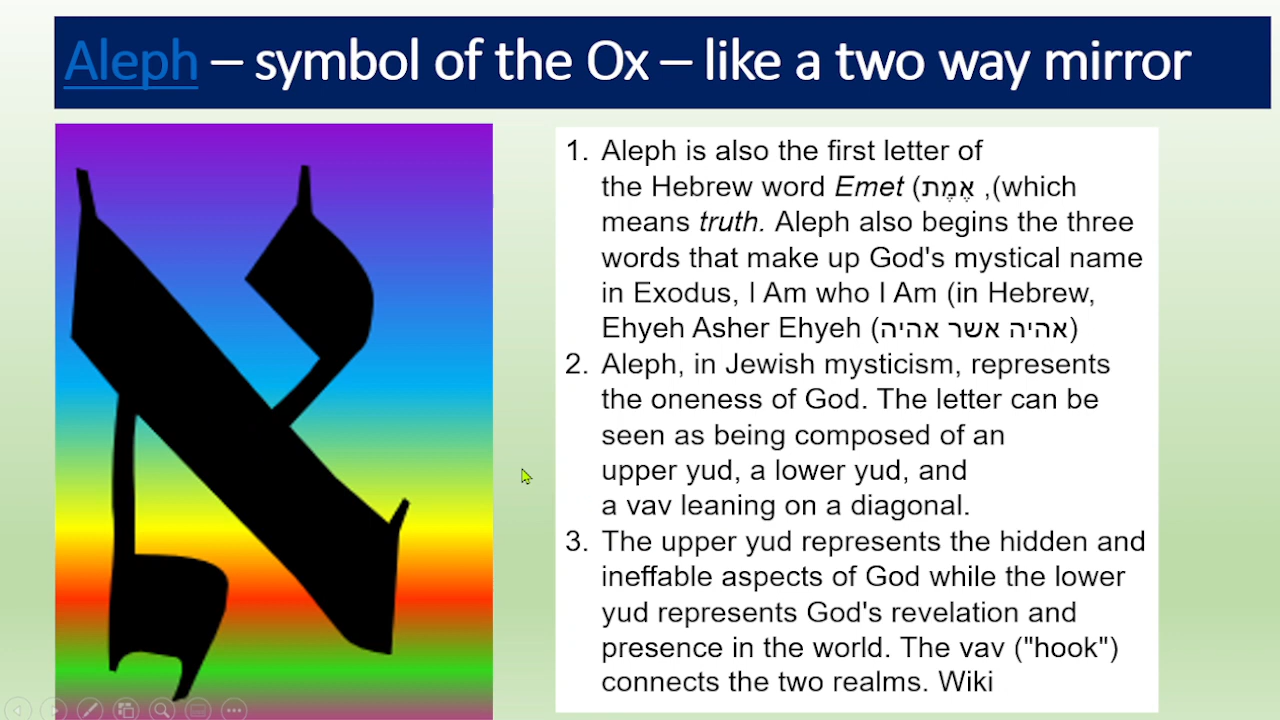 Aleph – symbol of the Ox – like a two way mirror
א
1. Aleph is also the first letter of
the Hebrew word Emet (אֶמֶת ,(which
means truth. Aleph also begins the three
words that make up God's mystical name
in Exodus, I Am who I Am (in Hebrew,
Ehyeh Asher Ehyeh (אהיה אשר אהיה)
2. Aleph, in Jewish mysticism, represents
the oneness of God. The letter can be
seen as being composed of an
upper yud, a lower yud, and
a vav leaning on a diagonal.
3. The upper yud represents the hidden and
ineffable aspects of God while the lower
yud represents God's revelation and
presence in the world. The vav ("hook")
connects the two realms. Wiki